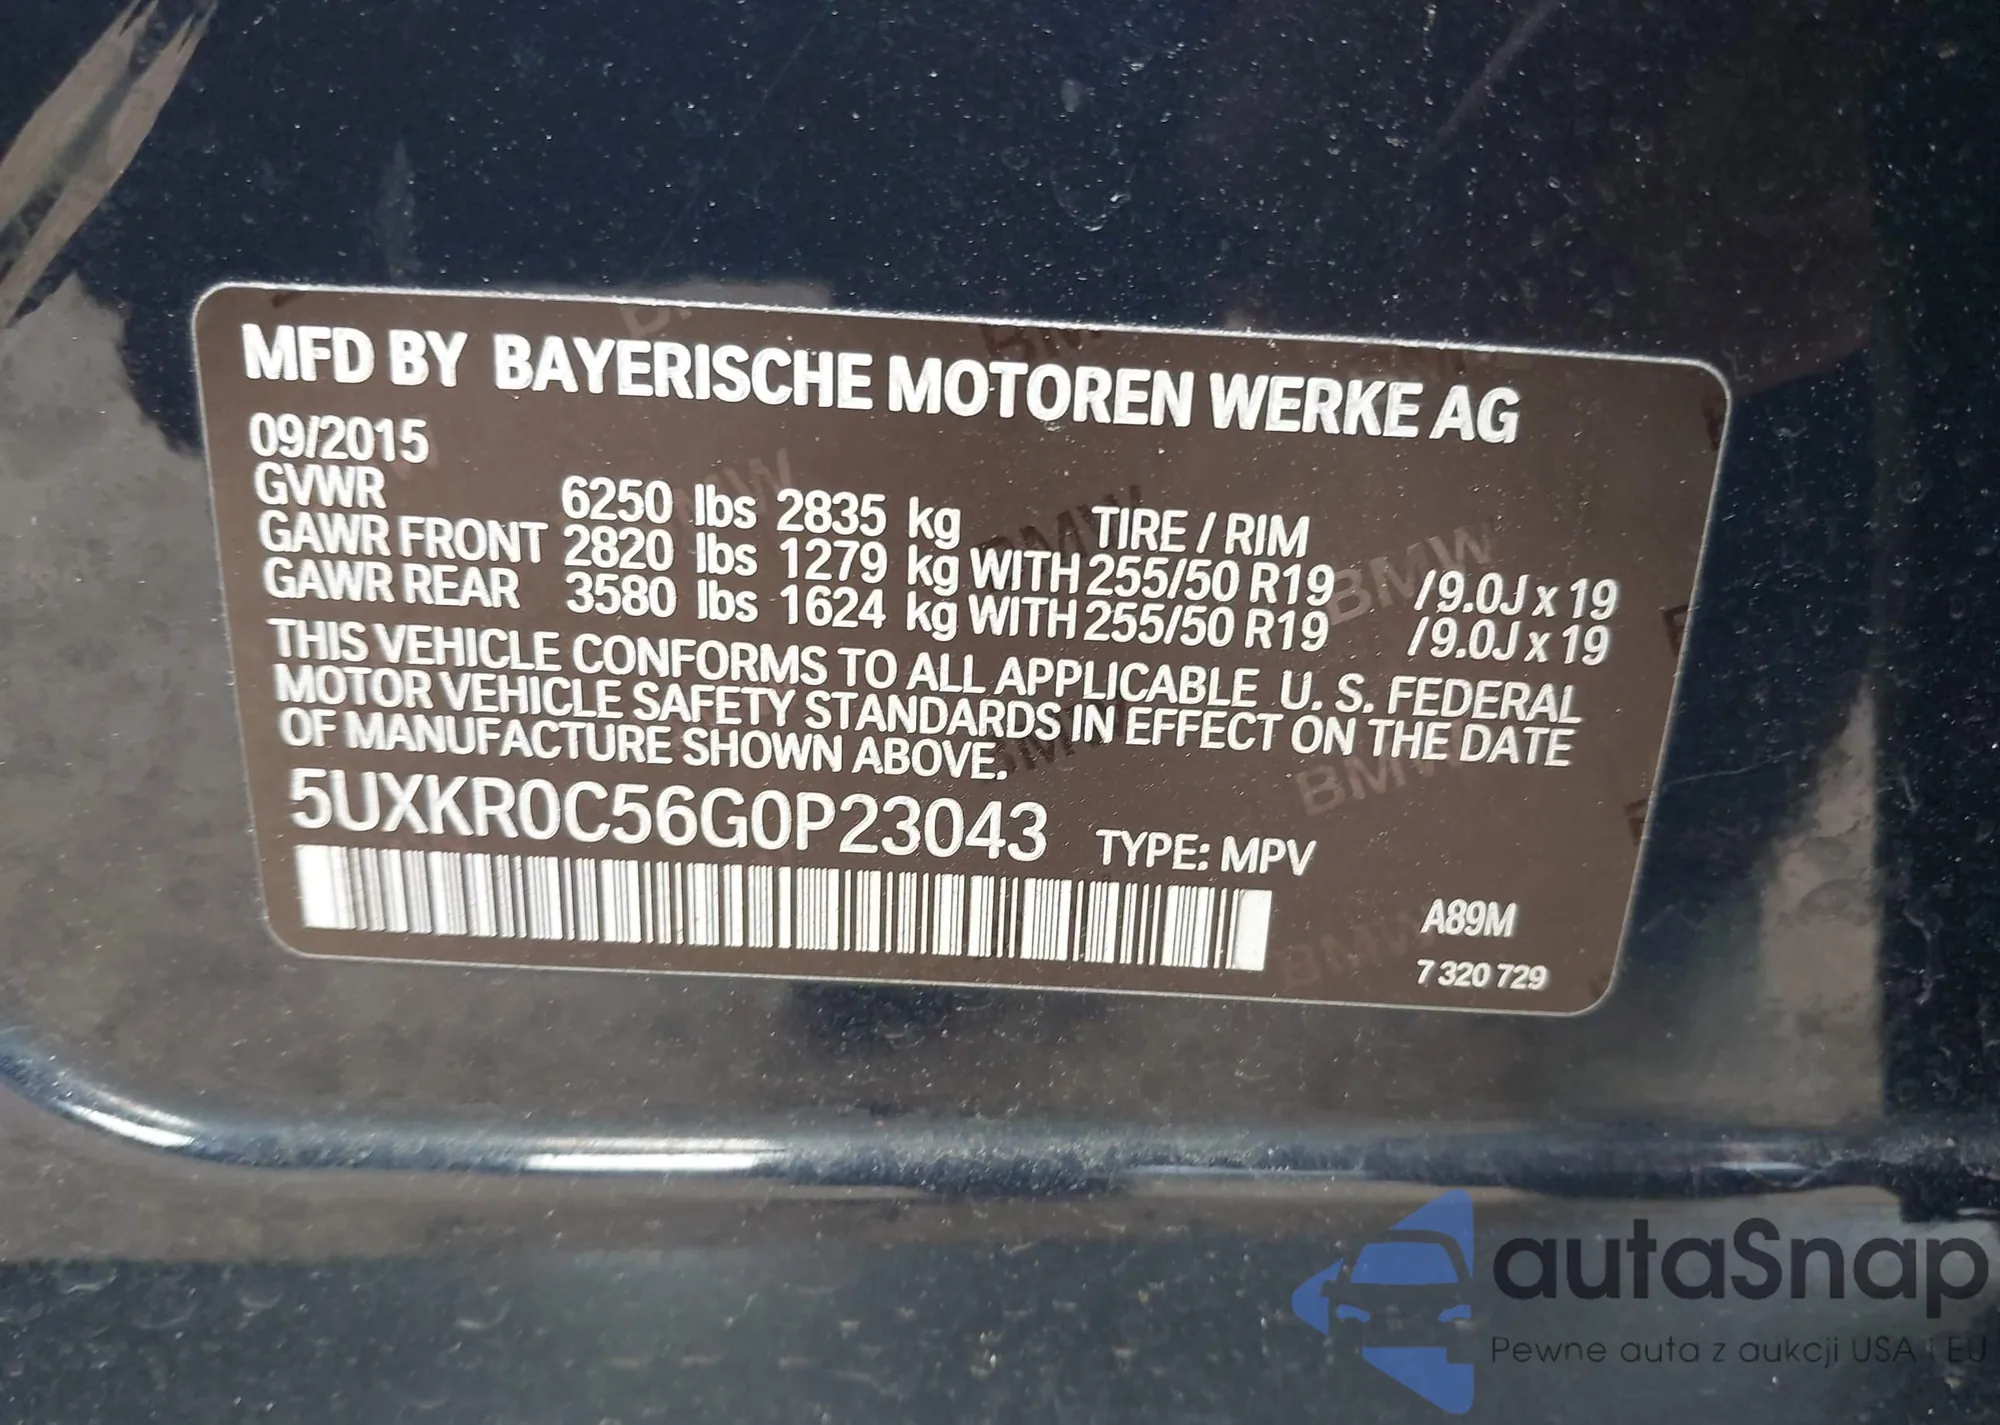 MFD BY BAYERISCHE MOTOREN WERKE AG
09/2015
GVWR 6250 lbs 2835 kg TIRE / RIM
GAWR FRONT 2820 lbs 1279 kg WITH 255/50 R19 /9.0J x 19
GAWR REAR 3580 lbs 1624 kg WITH 255/50 R19 /9.0J x 19
THIS VEHICLE CONFORMS TO ALL APPLICABLE U. S. FEDERAL
MOTOR VEHICLE SAFETY STANDARDS IN EFFECT ON THE DATE
OF MANUFACTURE SHOWN ABOVE.
5UXKR0C56G0P23043 TYPE: MPV
A89M
7 320 729
autaSnap
Pewne auta z aukcji USA i EU